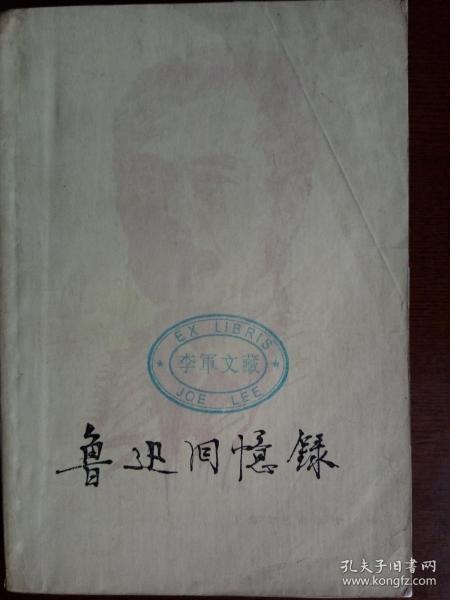 EX LIBRIS
李軍文藏
JOE LEE
魯迅回憶録
孔夫子旧书网
www.kongfz.com